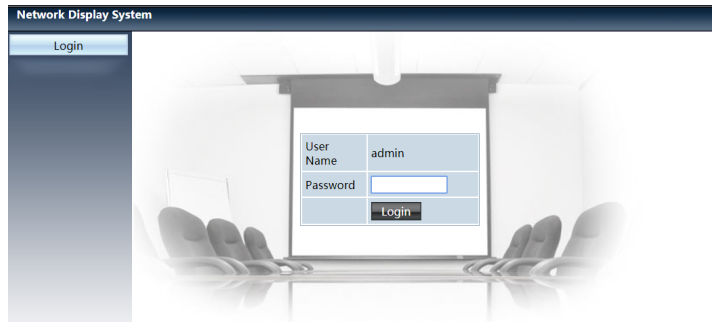 Network Display System
Login
User
Name
admin
Password
Login